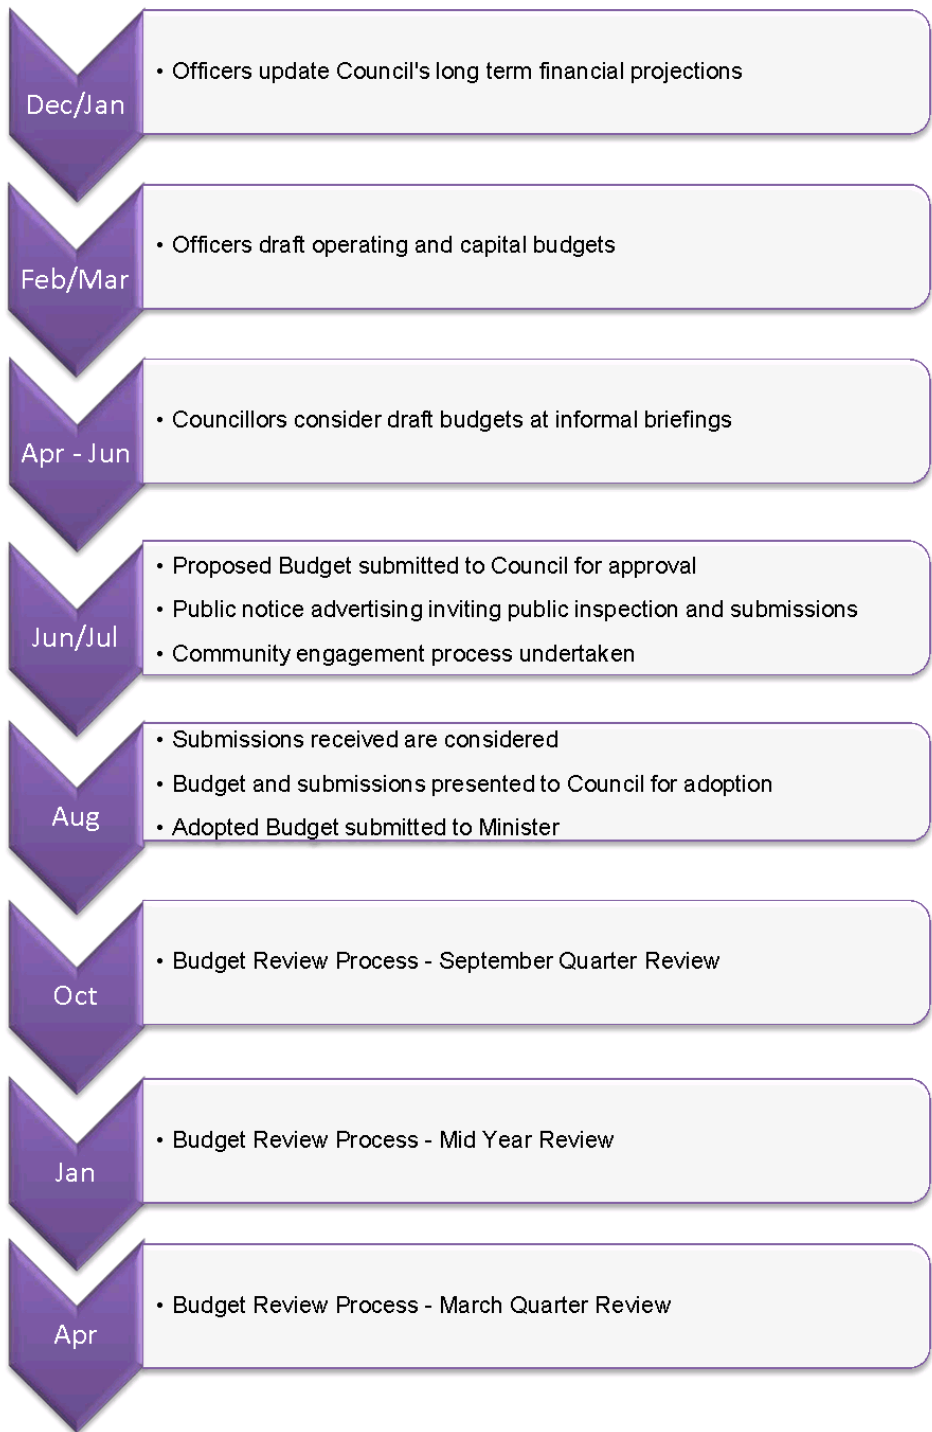 Dec/Jan
• Officers update Council's long term financial projections
Feb/Mar
• Officers draft operating and capital budgets
Apr - Jun
• Councillors consider draft budgets at informal briefings
Jun/Jul
• Proposed Budget submitted to Council for approval
• Public notice advertising inviting public inspection and submissions
• Community engagement process undertaken
Aug
• Submissions received are considered
• Budget and submissions presented to Council for adoption
• Adopted Budget submitted to Minister
Oct
• Budget Review Process - September Quarter Review
Jan
• Budget Review Process - Mid Year Review
Apr
• Budget Review Process - March Quarter Review